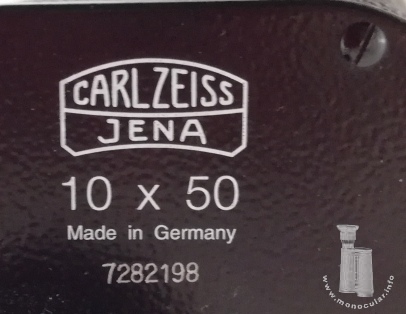 CARL ZEISS
JENA
10 x 50
Made in Germany
7282198
www.monocular.info